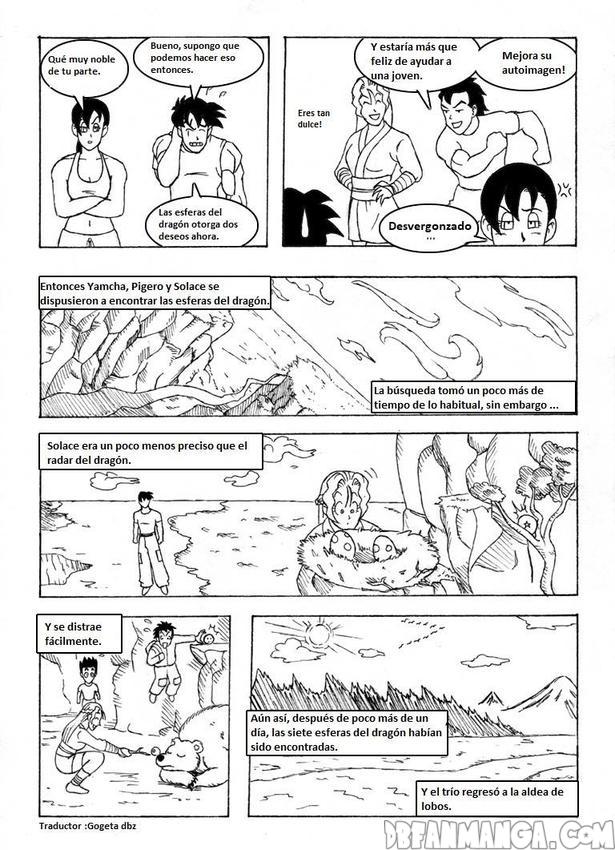 Qué muy noble
de tu parte.
Bueno, supongo que
podemos hacer eso
entonces.
Las esferas del
dragón otorga dos
deseos ahora.
Y estaría más que
feliz de ayudar a
una joven.
Mejora su
autoimagen!
Eres tan
dulce!
Desvergonzado
...
Entonces Yamcha, Pigero y Solace se
dispusieron a encontrar las esferas del dragón.
La búsqueda tomó un poco más de
tiempo de lo habitual, sin embargo ...
Solace era un poco menos preciso que el
radar del dragón.
Y se distrae
fácilmente.
Aún así, después de poco más de un
día, las siete esferas del dragón habían
sido encontradas.
Y el trío regresó a la aldea de
lobos.
Traductor :Gogeta dbz
DBFANMANGA.COM